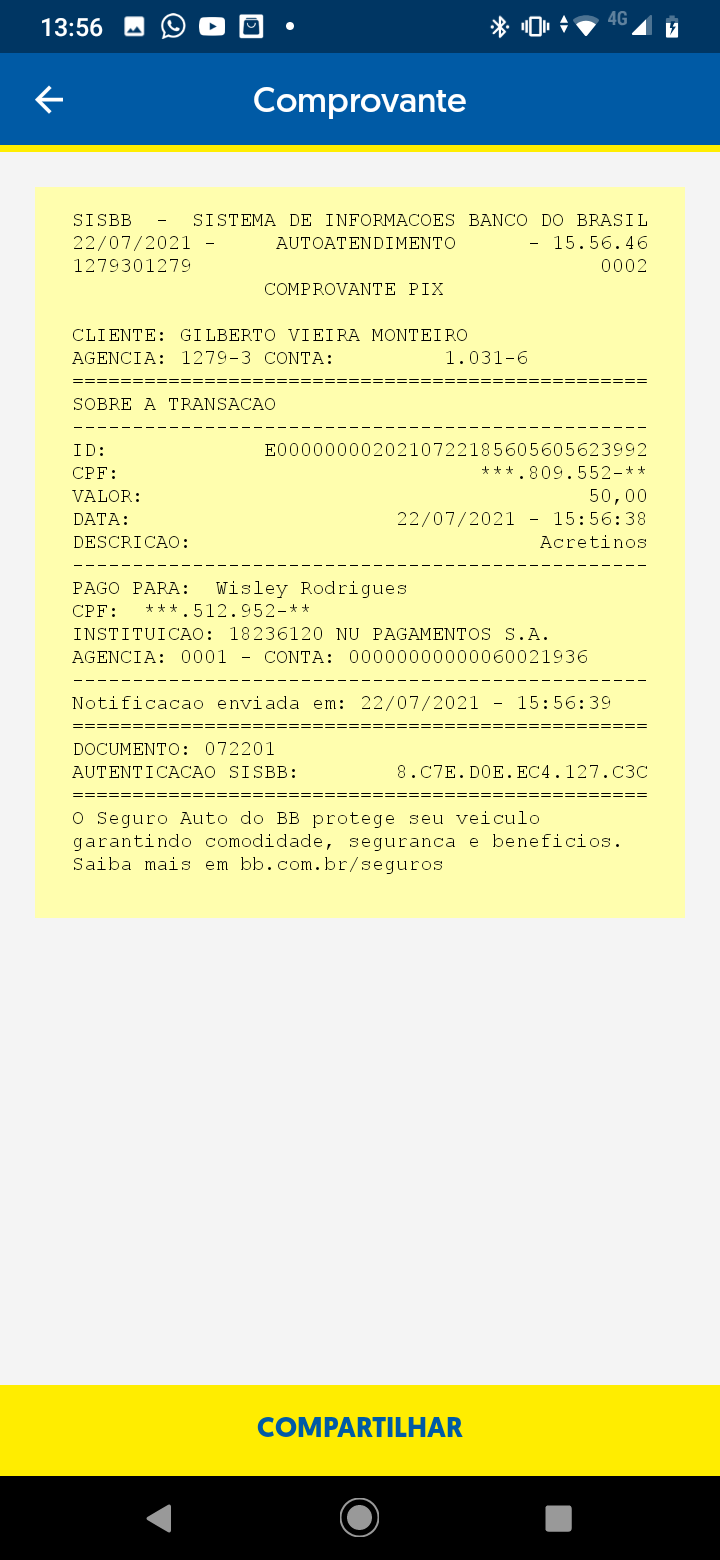 13:56
4G
Comprovante
SISBB - SISTEMA DE INFORMACOES BANCO DO BRASIL
22/07/2021 - AUTOATENDIMENTO - 15.56.46
1279301279 0002
COMPROVANTE PIX
CLIENTE: GILBERTO VIEIRA MONTEIRO
AGENCIA: 1279-3 CONTA: 1.031-6
================================================
SOBRE A TRANSACAO
------------------------------------------------
ID: E00000000202107221856056056​23992
CPF: ***.809.552-**
VALOR: 50,00
DATA: 22/07/2021 - 15:56:38
DESCRICAO: Acretinos
------------------------------------------------
PAGO PARA: Wisley Rodrigues
CPF: ***.512.952-**
INSTITUICAO: 18236120 NU PAGAMENTOS S.A.
AGENCIA: 0001 - CONTA: 00000000000060021936
------------------------------------------------
Notificacao enviada em: 22/07/2021 - 15:56:39
================================================
DOCUMENTO: 072201
AUTENTICACAO SISBB: 8.C7E.D0E.EC4.127.C3C
================================================
O Seguro Auto do BB protege seu veiculo
garantindo comodidade, seguranca e beneficios.
Saiba mais em bb.com.br/seguros
COMPARTILHAR